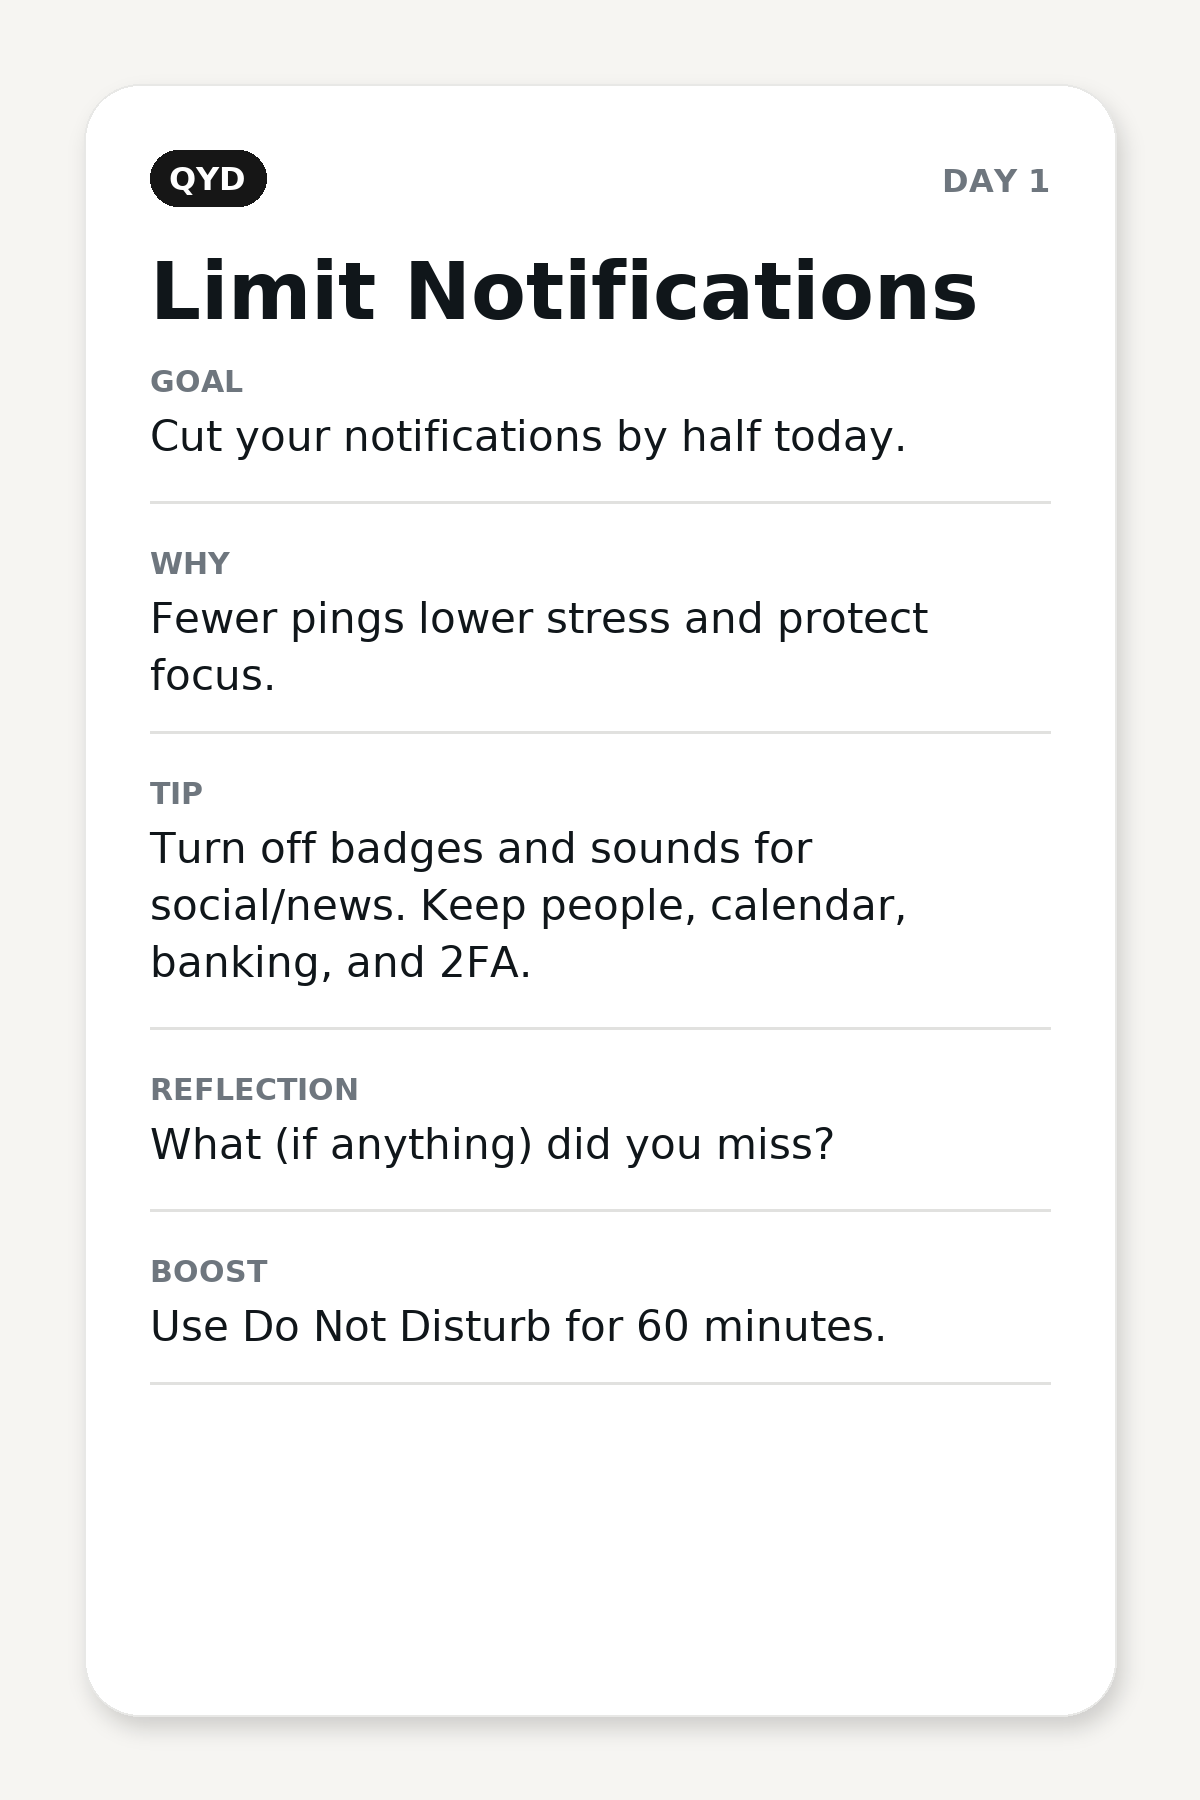 QYD
DAY 1
Limit Notifications
GOAL
Cut your notifications by half today.
WHY
Fewer pings lower stress and protect
focus.
TIP
Turn off badges and sounds for
social/news. Keep people, calendar,
banking, and 2FA.
REFLECTION
What (if anything) did you miss?
BOOST
Use Do Not Disturb for 60 minutes.